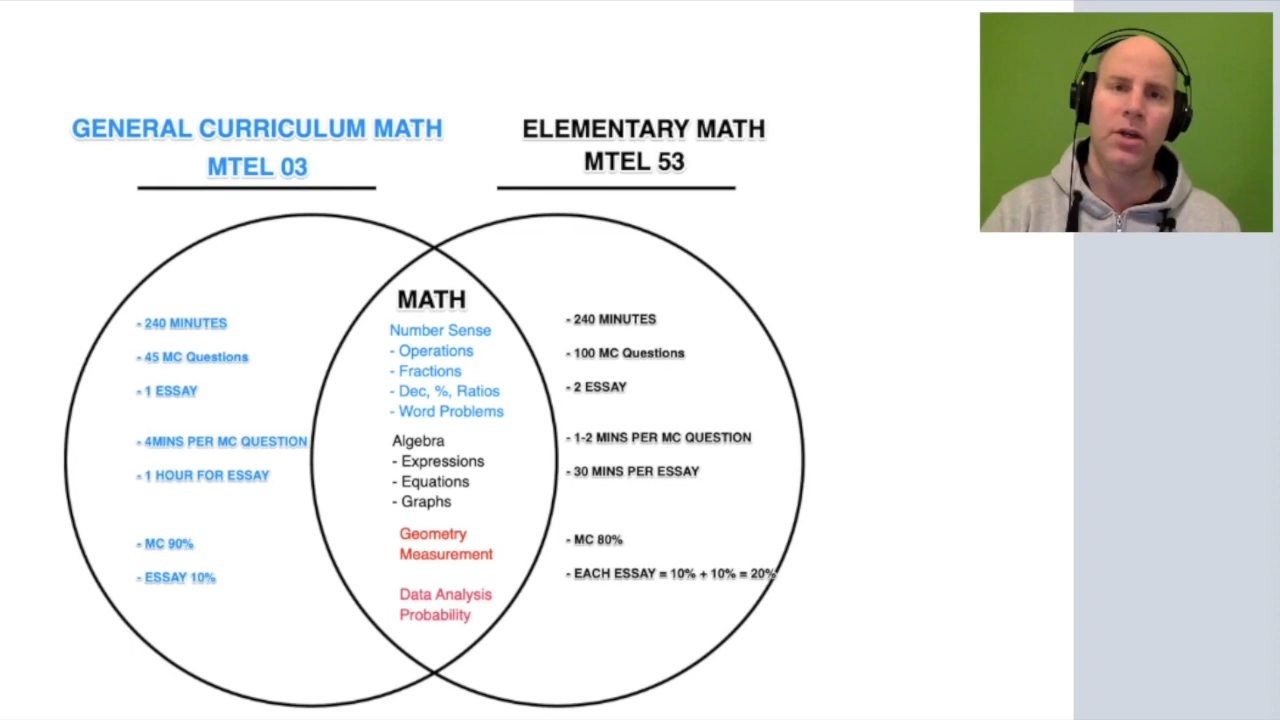 GENERAL CURRICULUM MATH
MTEL 03
ELEMENTARY MATH
MTEL 53
- 240 MINUTES
- 45 MC Questions
- 1 ESSAY
- 4MINS PER MC QUESTION
- 1 HOUR FOR ESSAY
- MC 90%
- ESSAY 10%
MATH
Number Sense
- Operations
- Fractions
- Dec, %, Ratios
- Word Problems
Algebra
- Expressions
- Equations
- Graphs
Geometry
Measurement
Data Analysis
Probability
- 240 MINUTES
- 100 MC Questions
- 2 ESSAY
- 1-2 MINS PER MC QUESTION
- 30 MINS PER ESSAY
- MC 80%
- EACH ESSAY = 10% + 10% = 20%